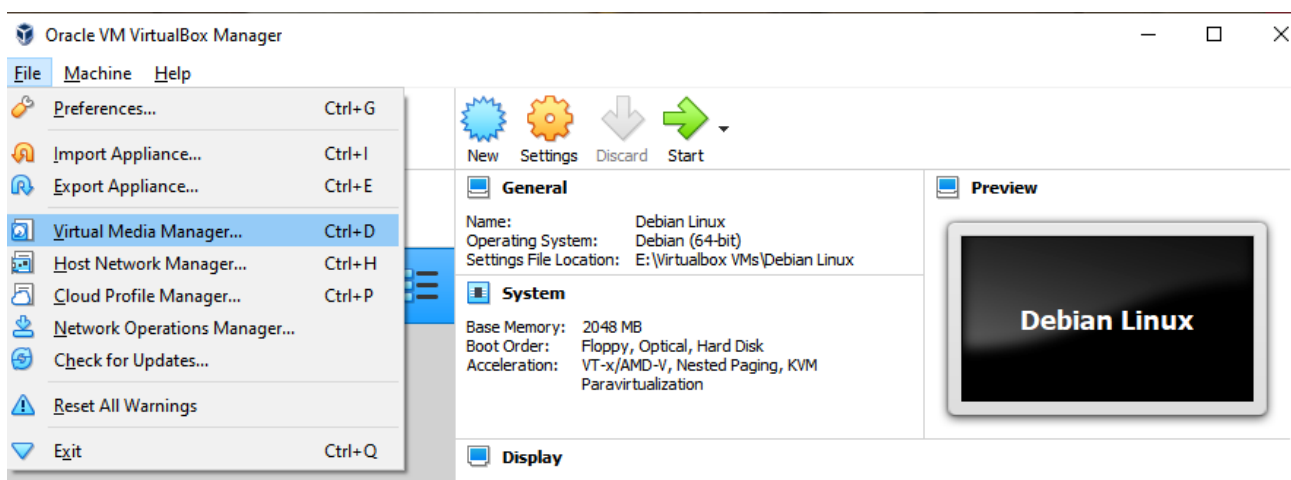 Oracle VM VirtualBox Manager
File Machine Help
Preferences... Ctrl+G
Import Appliance... Ctrl+I
Export Appliance... Ctrl+E
Virtual Media Manager... Ctrl+D
Host Network Manager... Ctrl+H
Cloud Profile Manager... Ctrl+P
Network Operations Manager...
Check for Updates...
Reset All Warnings
Exit Ctrl+Q
New Settings Discard Start
General
Name: Debian Linux
Operating System: Debian (64-bit)
Settings File Location: E:\Virtualbox VMs\Debian Linux
System
Base Memory: 2048 MB
Boot Order: Floppy, Optical, Hard Disk
Acceleration: VT-x/AMD-V, Nested Paging, KVM
Paravirtualization
Display
Preview
Debian Linux